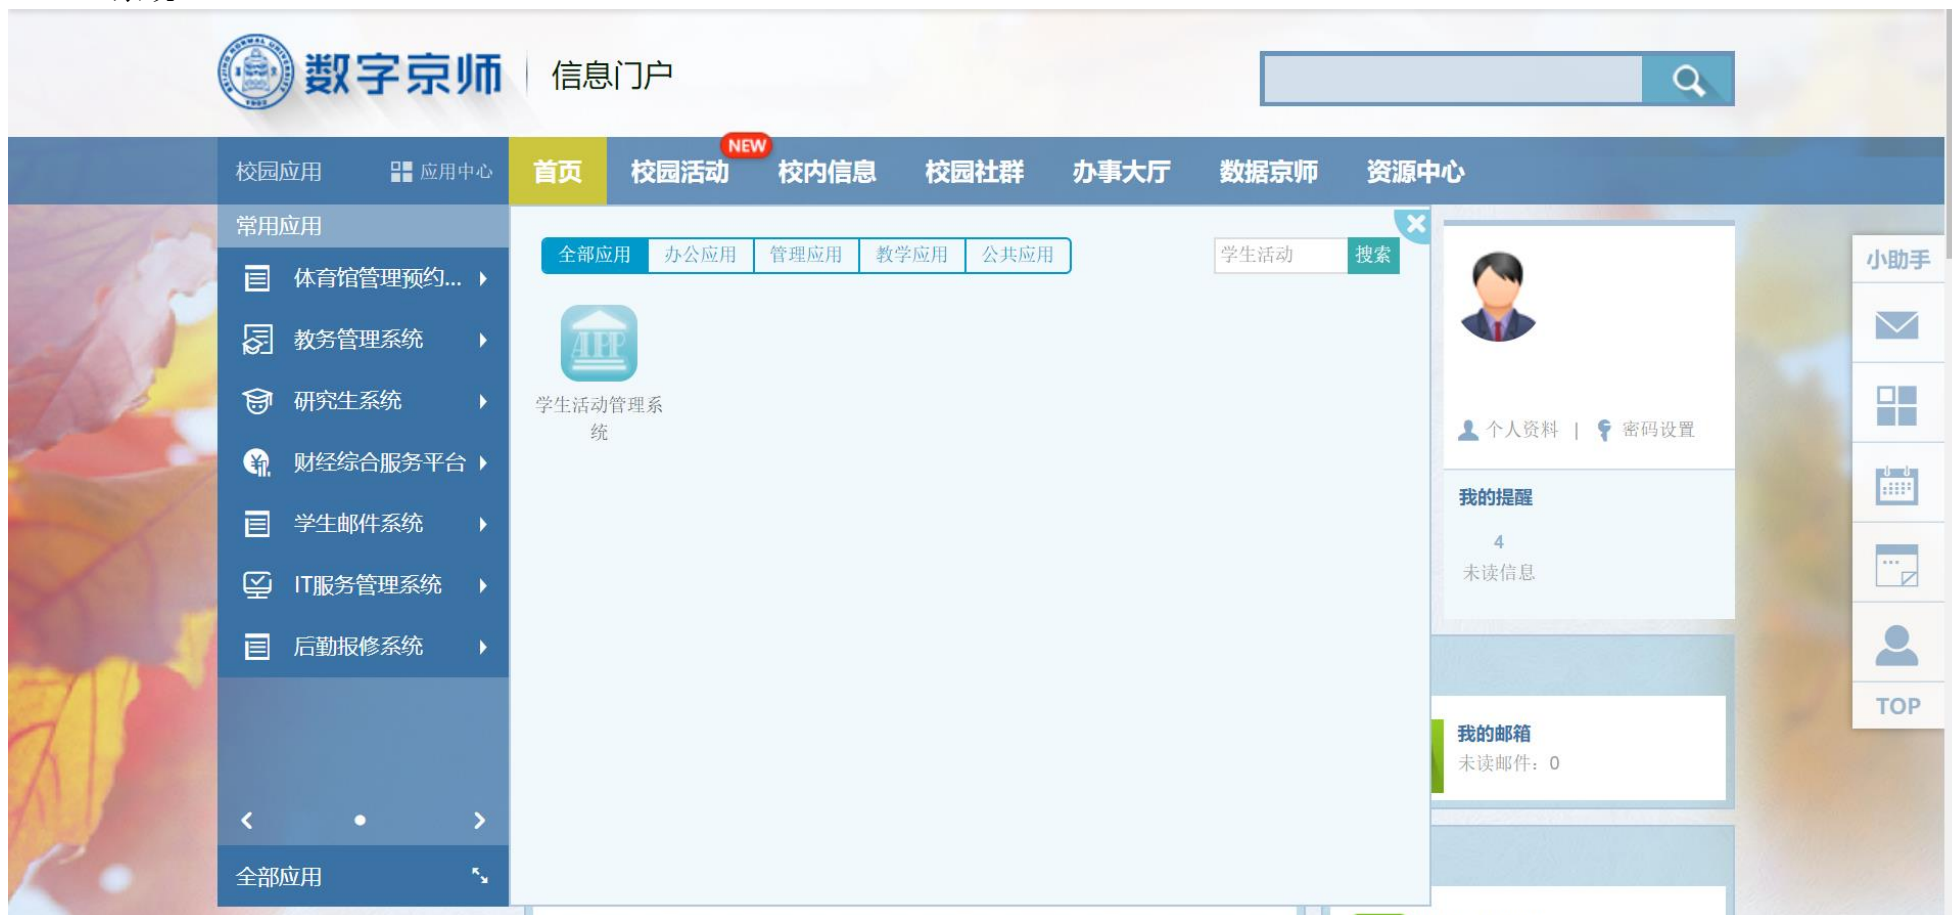 数字京师
信息门户
校园应用
应用中心
首页
校园活动
NEW
校内信息
校园社群
办事大厅
数据京师
资源中心
常用应用
体育馆管理预约...
教务管理系统
研究生系统
财经综合服务平台
学生邮件系统
IT服务管理系统
后勤报修系统
全部应用
全部应用
办公应用
管理应用
教学应用
公共应用
学生活动
搜索
APP
学生活动管理系
统
个人资料 | 密码设置
我的提醒
4
未读信息
我的邮箱
未读邮件: 0
小助手
TOP